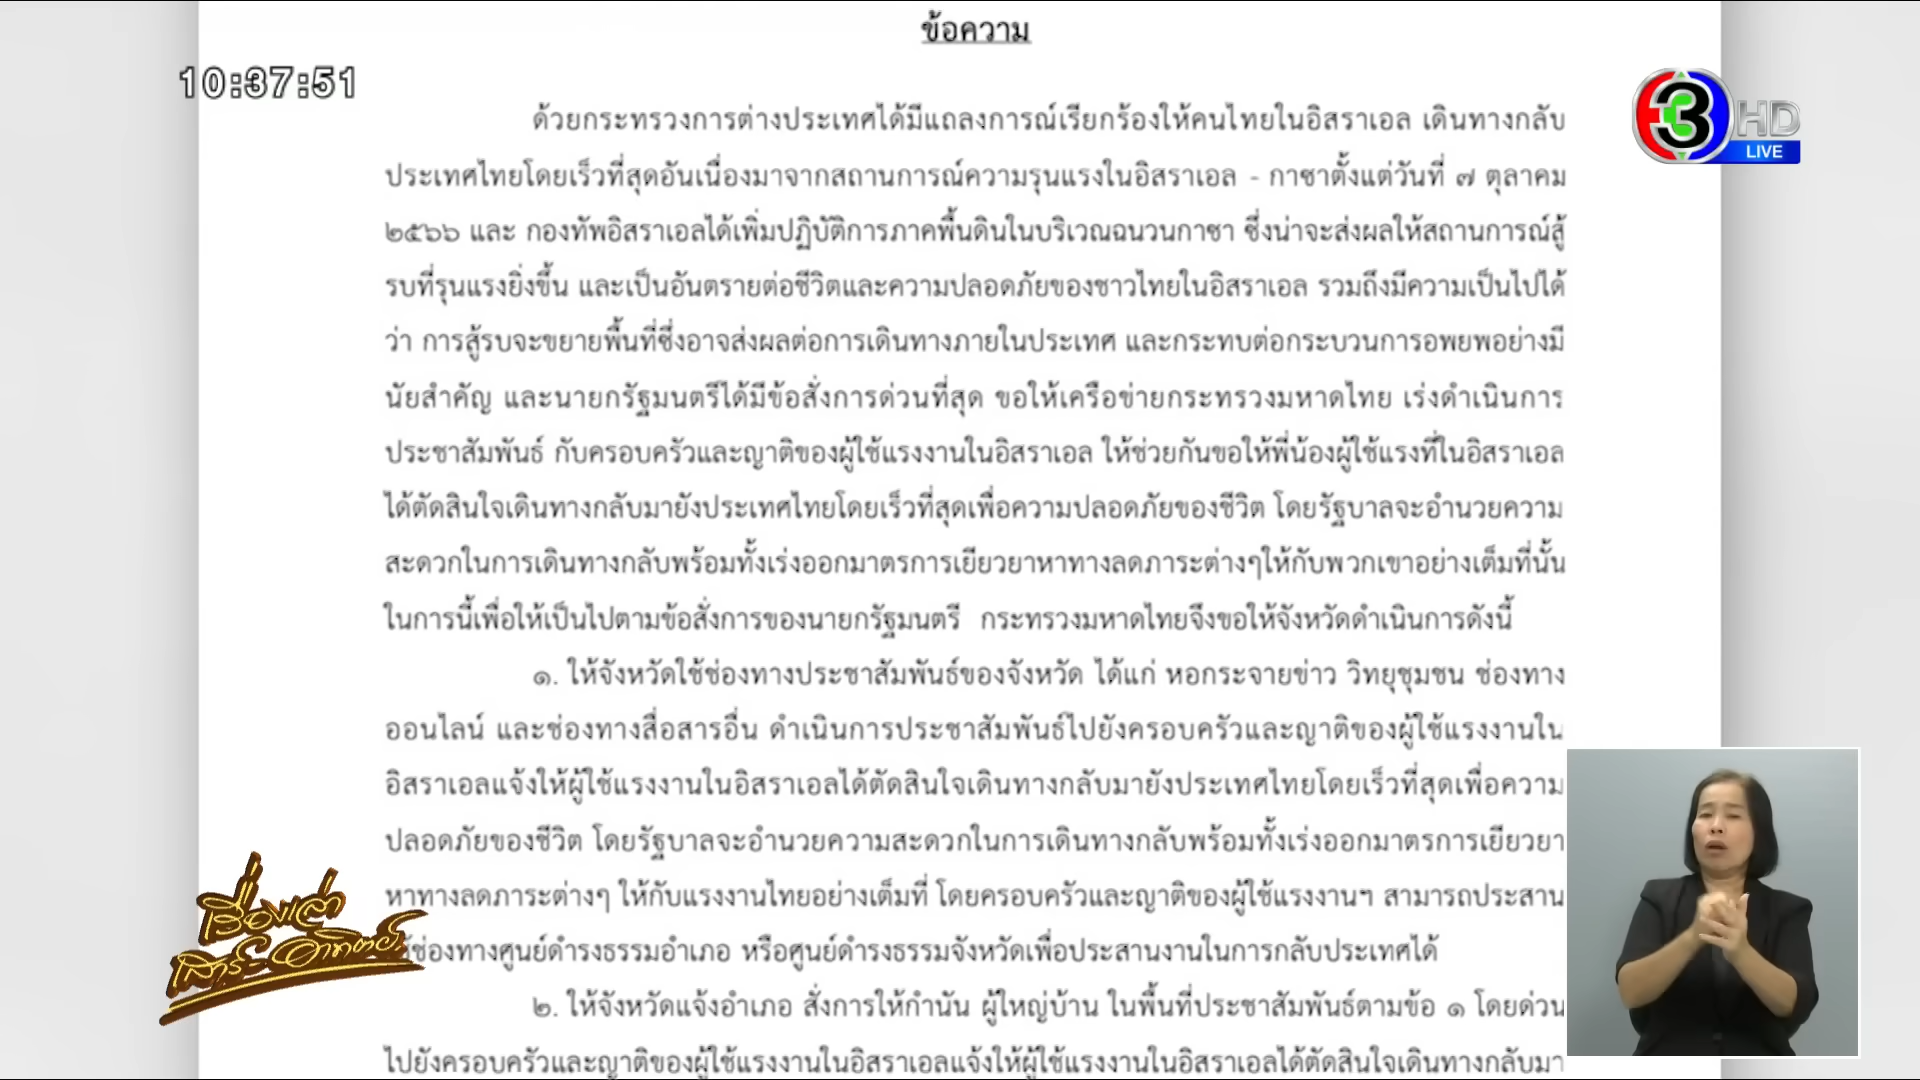 ข้อความ
10:37:51
3 HD
LIVE
ด้วยกระทรวงการต่างประเทศได้มีแถลงการณ์เรียกร้องให้คนไทยในอิสราเอล เดินทางกลับ
ประเทศไทยโดยเร็วที่สุดอันเนื่องมาจากสถานการณ์ความรุนแรงในอิสราเอล - กาซาตั้งแต่วันที่ ๗ ตุลาคม
๒๕๖๖ และ กองทัพอิสราเอลได้เพิ่มปฏิบัติการภาคพื้นดินในบริเวณฉนวนกาซา ซึ่งน่าจะส่งผลให้สถานการณ์สู้
รบที่รุนแรงยิ่งขึ้น และเป็นอันตรายต่อชีวิตและความปลอดภัยของชาวไทยในอิสราเอล รวมถึงมีความเป็นไปได้
ว่า การสู้รบจะขยายพื้นที่ซึ่งอาจส่งผลต่อการเดินทางภายในประเทศ และกระทบต่อกระบวนการอพยพอย่างมี
นัยสำคัญ และนายกรัฐมนตรีได้มีข้อสั่งการด่วนที่สุด ขอให้เครือข่ายกระทรวงมหาดไทย เร่งดำเนินการ
ประชาสัมพันธ์ กับครอบครัวและญาติของผู้ใช้แรงงานในอิสราเอล ให้ช่วยกันขอให้พี่น้องผู้ใช้แรงที่ในอิสราเอล
ได้ตัดสินใจเดินทางกลับมายังประเทศไทยโดยเร็วที่สุดเพื่อความปลอดภัยของชีวิต โดยรัฐบาลจะอำนวยความ
สะดวกในการเดินทางกลับพร้อมทั้งเร่งออกมาตรการเยียวยาหาทางลดภาระต่างๆให้กับพวกเขาอย่างเต็มที่นั้น
ในการนี้เพื่อให้เป็นไปตามข้อสั่งการของนายกรัฐมนตรี กระทรวงมหาดไทยจึงขอให้จังหวัดดำเนินการดังนี้
๑. ให้จังหวัดใช้ช่องทางประชาสัมพันธ์ของจังหวัด ได้แก่ หอกระจายข่าว วิทยุชุมชน ช่องทาง
ออนไลน์ และช่องทางสื่อสารอื่น ดำเนินการประชาสัมพันธ์ไปยังครอบครัวและญาติของผู้ใช้แรงงานใน
อิสราเอลแจ้งให้ผู้ใช้แรงงานในอิสราเอลได้ตัดสินใจเดินทางกลับมายังประเทศไทยโดยเร็วที่สุดเพื่อความ
ปลอดภัยของชีวิต โดยรัฐบาลจะอำนวยความสะดวกในการเดินทางกลับพร้อมทั้งเร่งออกมาตรการเยียวยา
หาทางลดภาระต่างๆ ให้กับแรงงานไทยอย่างเต็มที่ โดยครอบครัวและญาติของผู้ใช้แรงงานฯ สามารถประสาน
ช่องทางศูนย์ดำรงธรรมอำเภอ หรือศูนย์ดำรงธรรมจังหวัดเพื่อประสานงานในการกลับประเทศได้
๒. ให้จังหวัดแจ้งอำเภอ สั่งการให้กำนัน ผู้ใหญ่บ้าน ในพื้นที่ประชาสัมพันธ์ตามข้อ ๑ โดยด่วน
ไปยังครอบครัวและญาติของผู้ใช้แรงงานในอิสราเอลแจ้งให้ผู้ใช้แรงงานในอิสราเอลได้ตัดสินใจเดินทางกลับมา
เรื่องเล่า
เสาร์-อาทิตย์